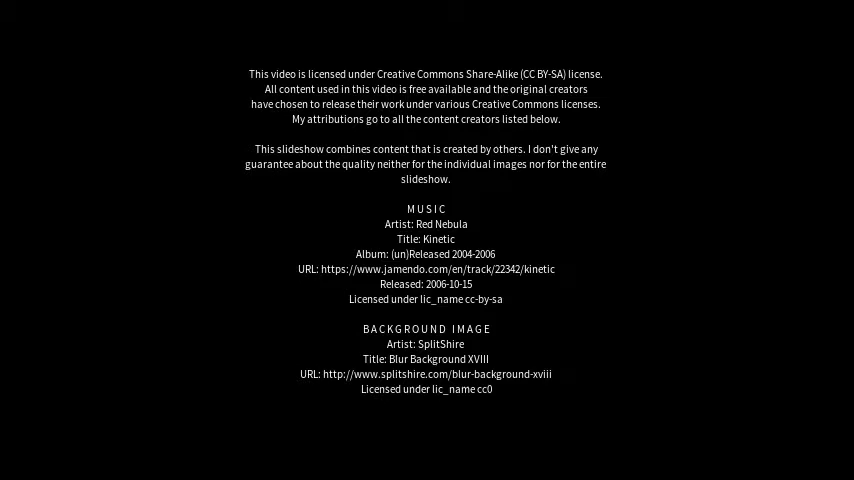 This video is licensed under Creative Commons Share-Alike (CC BY-SA) license.
All content used in this video is free available and the original creators
have chosen to release their work under various Creative Commons licenses.
My attributions go to all the content creators listed below.
This slideshow combines content that is created by others. I don't give any
guarantee about the quality neither for the individual images nor for the entire
slideshow.
MUSIC
Artist: Red Nebula
Title: Kinetic
Album: (un)Released 2004-2006
URL: https://www.jamendo.com/en/track/22342/kinetic
Released: 2006-10-15
Licensed under lic_name cc-by-sa
BACKGROUND IMAGE
Artist: SplitShire
Title: Blur Background XVIII
URL: http://www.splitshire.com/blur-background-xviii
Licensed under lic_name cc0